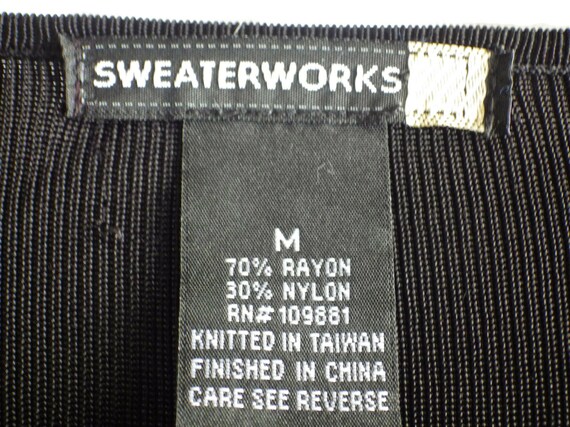 SWEATERWORKS
M
70% RAYON
30% NYLON
RN# 109881
KNITTED IN TAIWAN
FINISHED IN CHINA
CARE SEE REVERSE